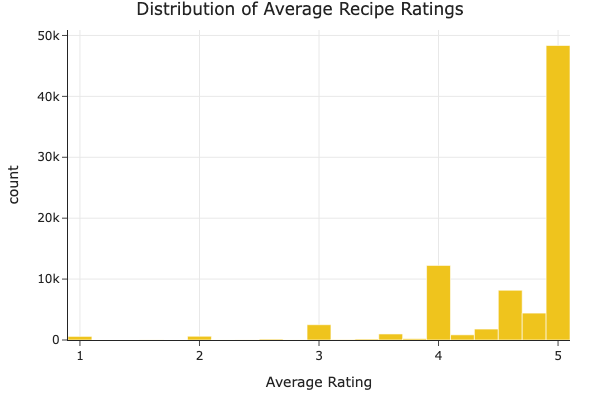 Distribution of Average Recipe Ratings
50k
40k
30k
20k
10k
0
count
1 2 3 4 5
Average Rating